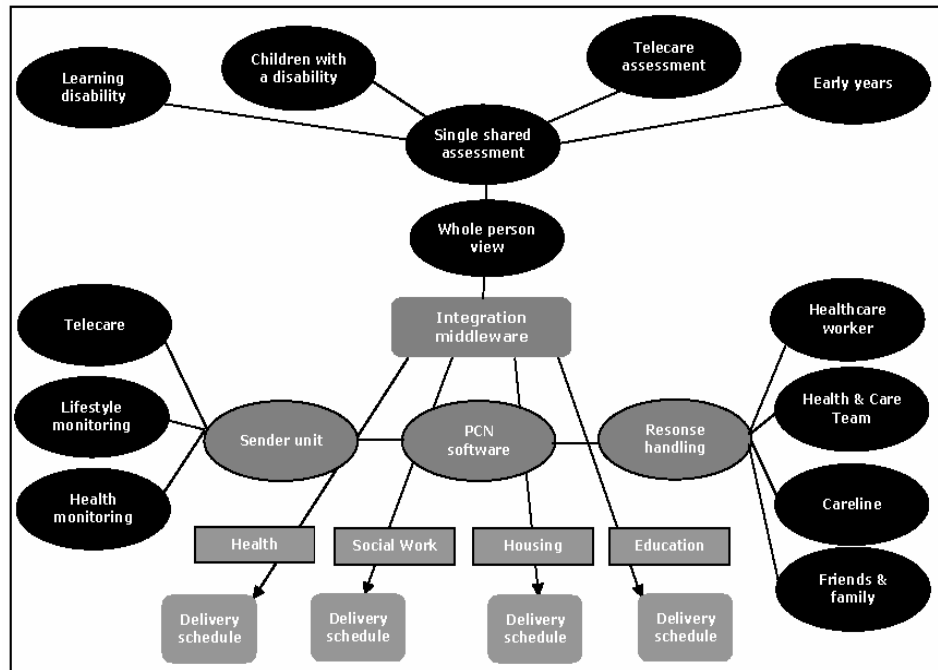 Learning
disability
Children with
a disability
Telecare
assessment
Early years
Single shared
assessment
Whole person
view
Integration
middleware
Telecare
Lifestyle
monitoring
Health
monitoring
Sender unit
PCN
software
Resonse
handling
Healthcare
worker
Health & Care
Team
Careline
Friends &
family
Health
Social Work
Housing
Education
Delivery
schedule
Delivery
schedule
Delivery
schedule
Delivery
schedule